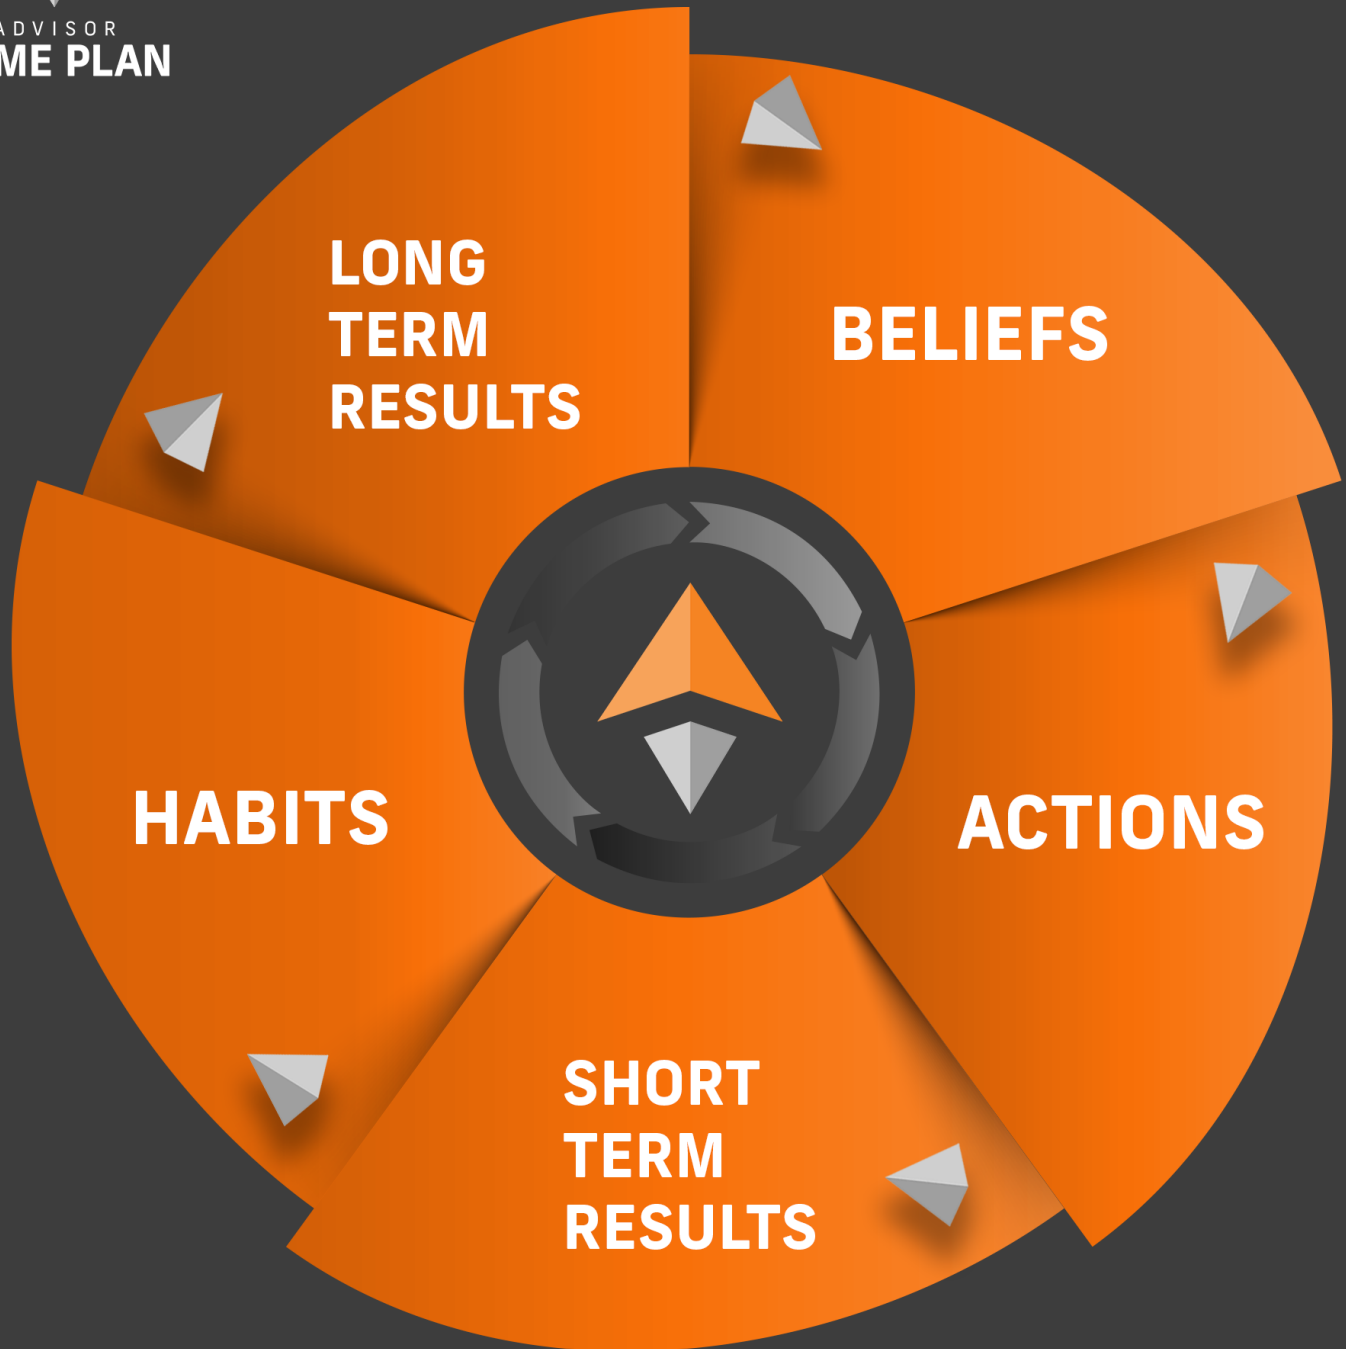 ADVISOR
ME PLAN
LONG
TERM
RESULTS
BELIEFS
HABITS
ACTIONS
SHORT
TERM
RESULTS